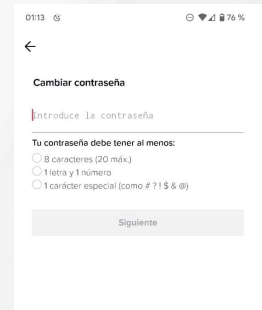 01:13 76 %
Cambiar contraseña
Introduce la contraseña
Tu contraseña debe tener al menos:
8 caracteres (20 máx.)
1 letra y 1 número
1 carácter especial (como # ? ! $ & @)
Siguiente